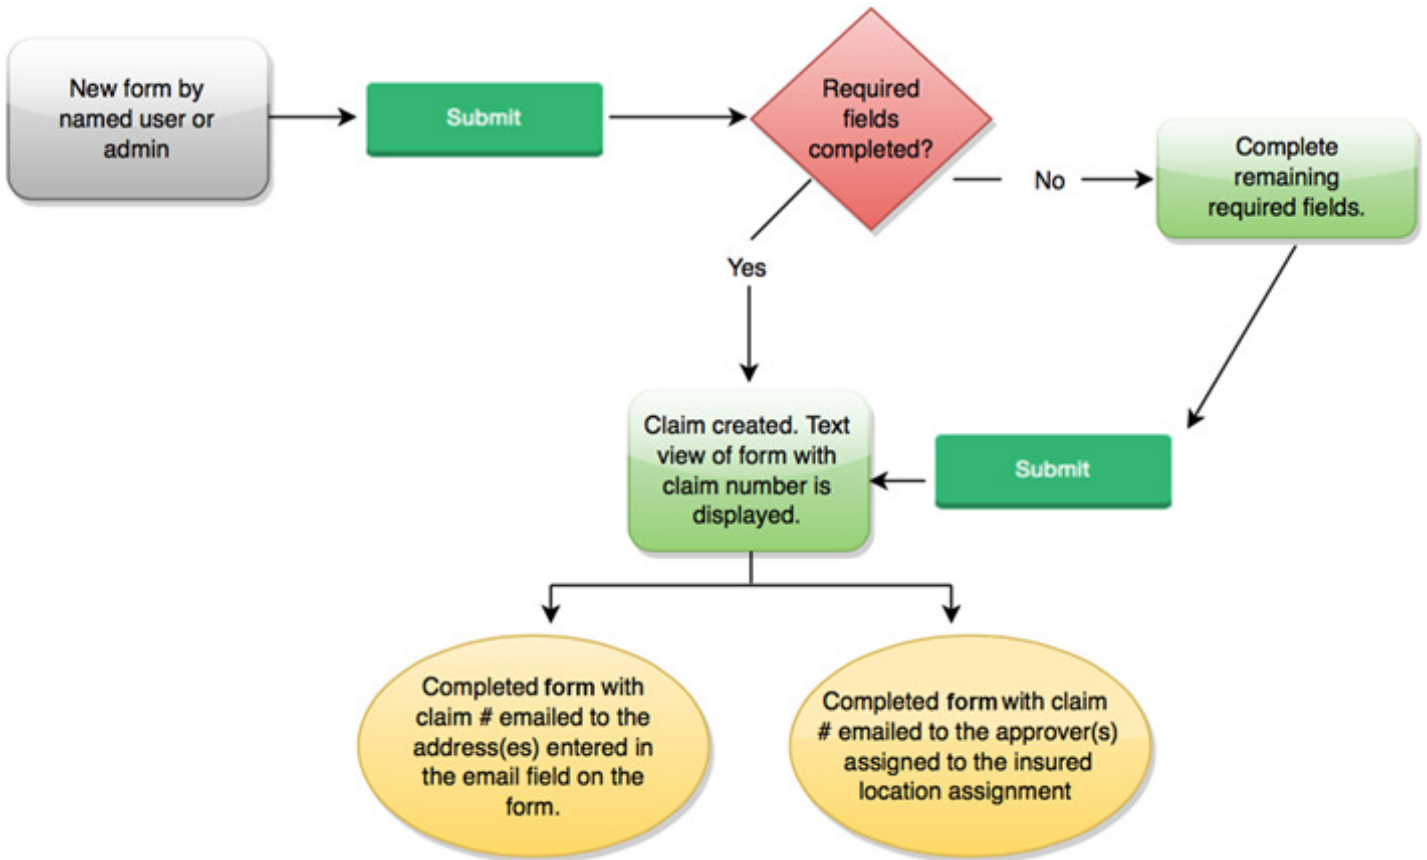 New form by
named user or
admin
Submit
Required
fields
completed?
No
Complete
remaining
required fields.
Yes
Claim created. Text
view of form with
claim number is
displayed.
Submit
Completed form with
claim # emailed to the
address(es) entered in
the email field on the
form.
Completed form with claim
# emailed to the approver(s)
assigned to the insured
location assignment